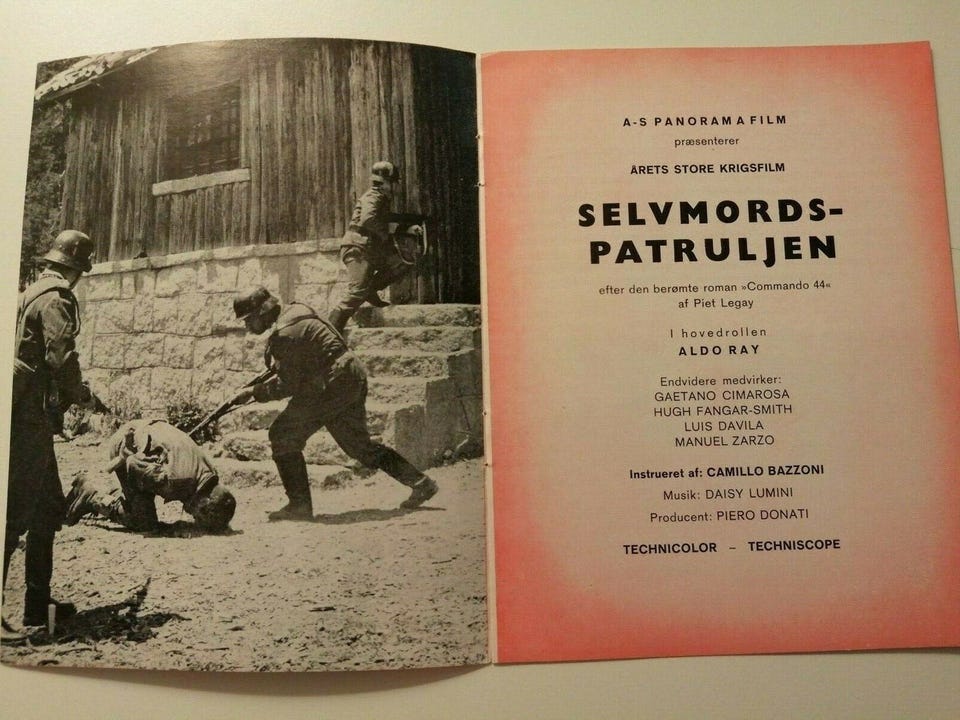 A-S PANORAMA FILM
præsenterer
ÅRETS STORE KRIGSFILM
SELVMORDS-
PATRULJEN
efter den berømte roman »Commando 44«
af Piet Legay
I hovedrollen
ALDO RAY
Endvidere medvirker:
GAETANO CIMAROSA
HUGH FANGAR-SMITH
LUIS DAVILA
MANUEL ZARZO
Instrueret af: CAMILLO BAZZONI
Musik: DAISY LUMINI
Producent: PIERO DONATI
TECHNICOLOR – TECHNISCOPE